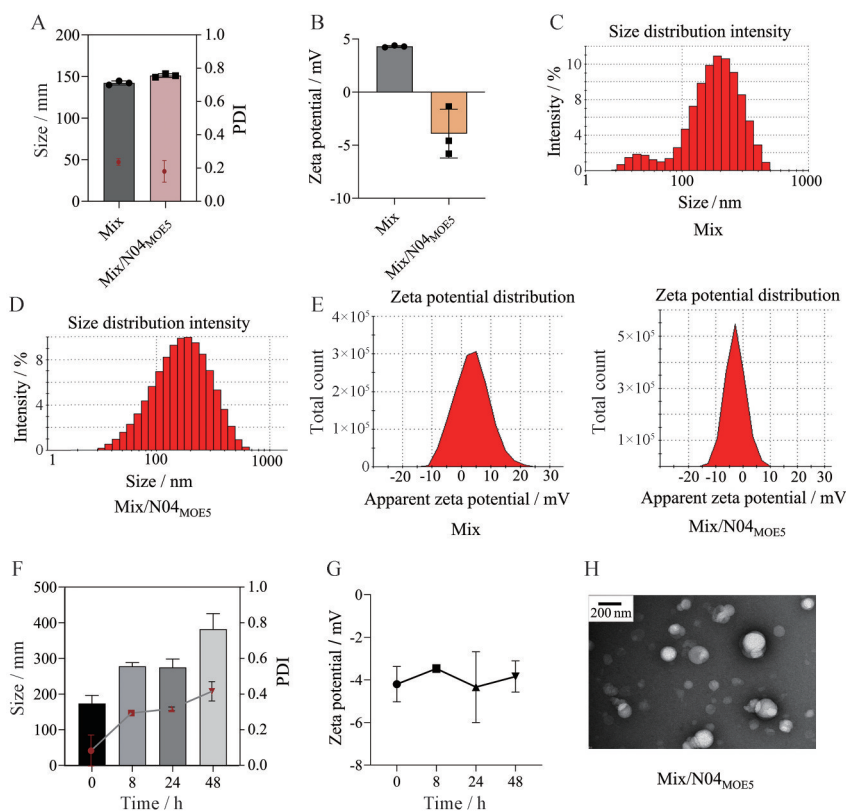 A
200
150
100
50
0
Size / mm
1.0
0.8
0.6
0.4
0.2
0.0
PDI
Mix
Mix/N04MOE5
B
5
0
-5
-10
Zeta potential / mV
Mix
Mix/N04MOE5
C
Size distribution intensity
10
8
4
0
Intensity / %
1 100 1000
Size / nm
Mix
D
Size distribution intensity
8
4
0
Intensity / %
1 100 1000
Size / nm
Mix/N04MOE5
E
Zeta potential distribution
4×10⁵
3×10⁵
2×10⁵
1×10⁵
0
Total count
-20 -10 0 10 20 30
Apparent zeta potential / mV
Mix
Zeta potential distribution
5×10⁵
3×10⁵
1×10⁵
Total count
-20 -10 0 10 20 30
Apparent zeta potential / mV
Mix/N04MOE5
F
500
400
300
200
100
0
Size / mm
1.0
0.8
0.6
0.4
0.2
0.0
PDI
0 8 24 48
Time / h
G
0
-2
-4
-6
-8
Zeta potential / mV
0 8 24 48
Time / h
H
200 nm
Mix/N04MOE5